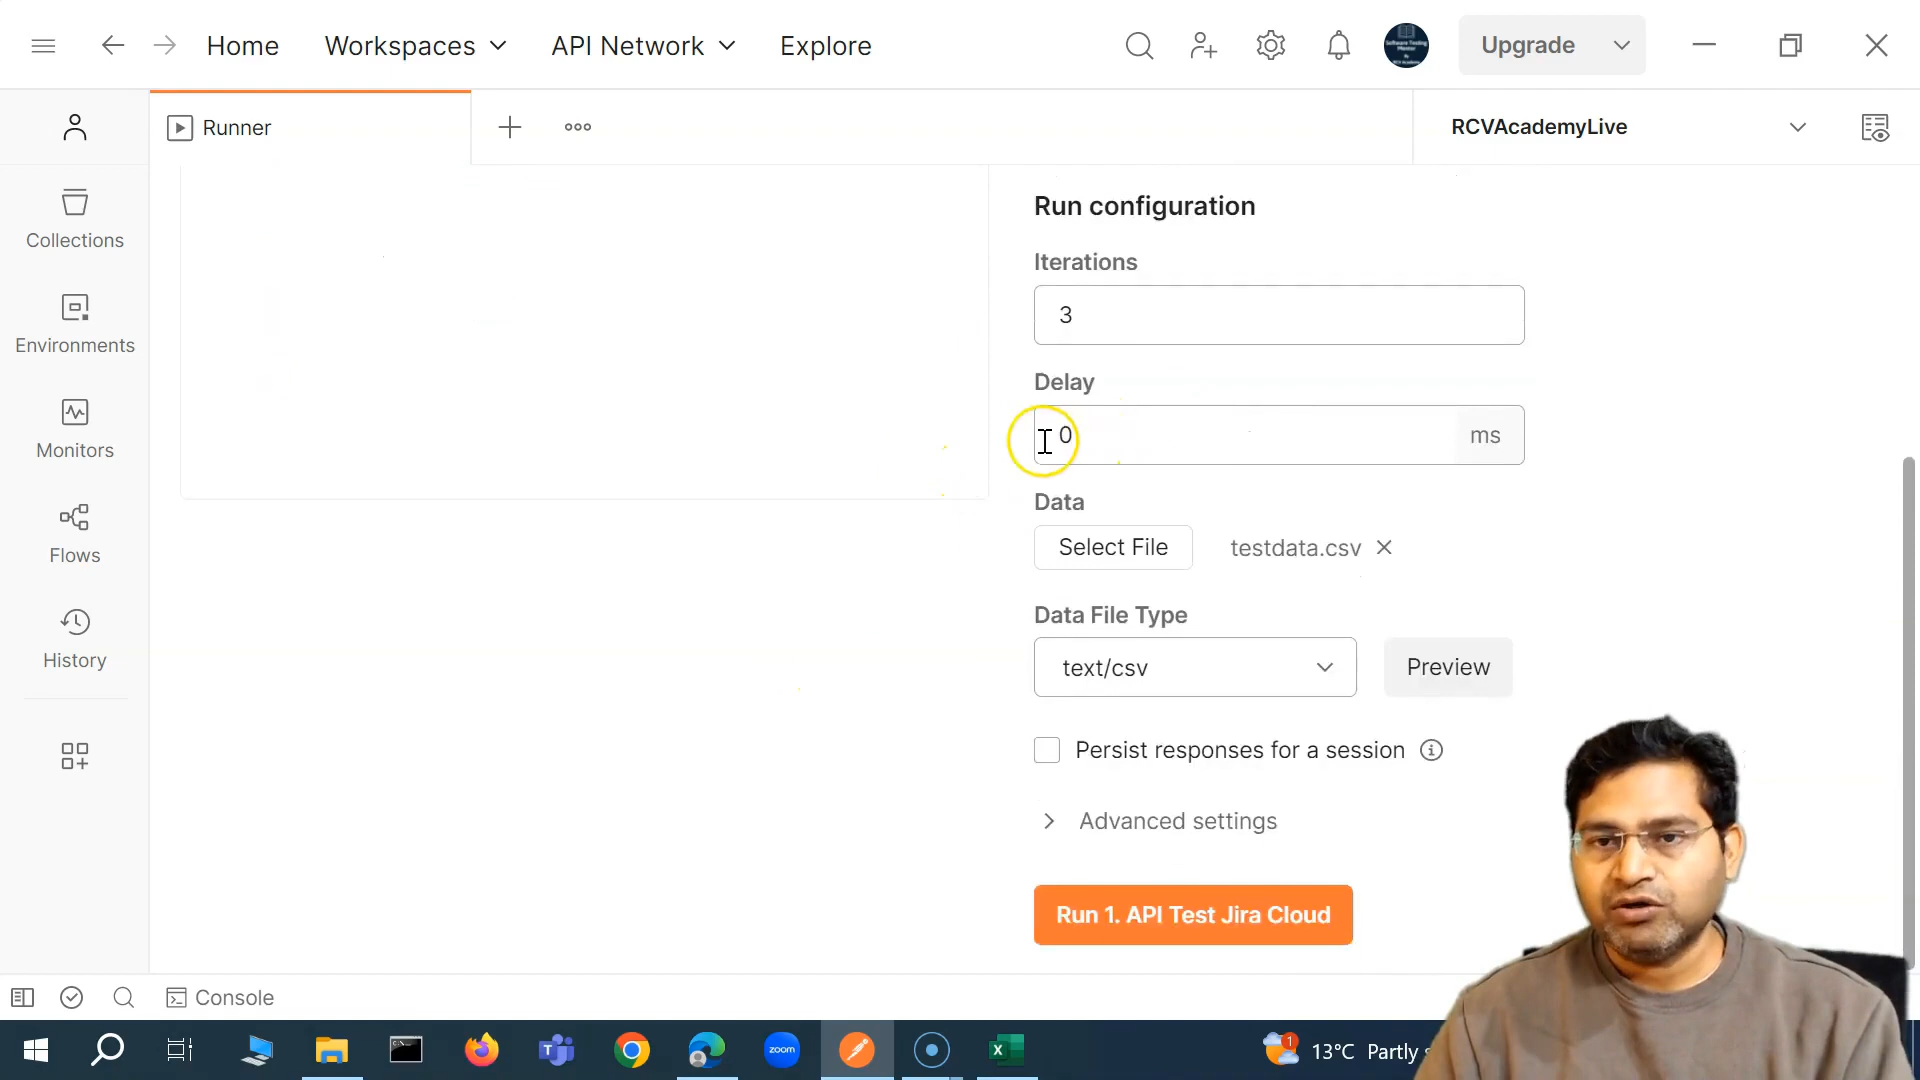 Home Workspaces API Network Explore Upgrade
Runner
RCVAcademyLive
Collections
Environments
Monitors
Flows
History
Run configuration
Iterations
3
Delay
0 ms
Data
Select File testdata.csv
Data File Type
text/csv Preview
Persist responses for a session
Advanced settings
Run 1. API Test Jira Cloud
Console
zoom
1 13°C Partly